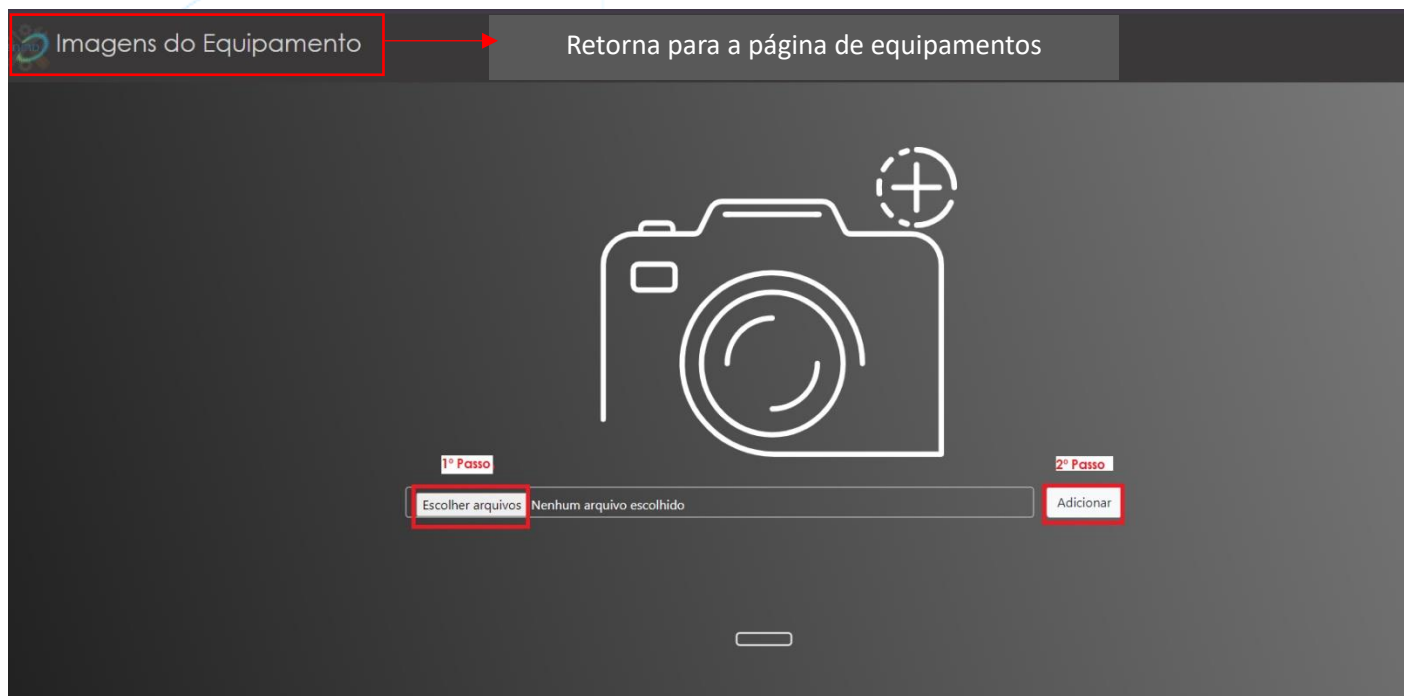 Imagens do Equipamento
Retorna para a página de equipamentos
1º Passo
2º Passo
Escolher arquivos Nenhum arquivo escolhido
Adicionar